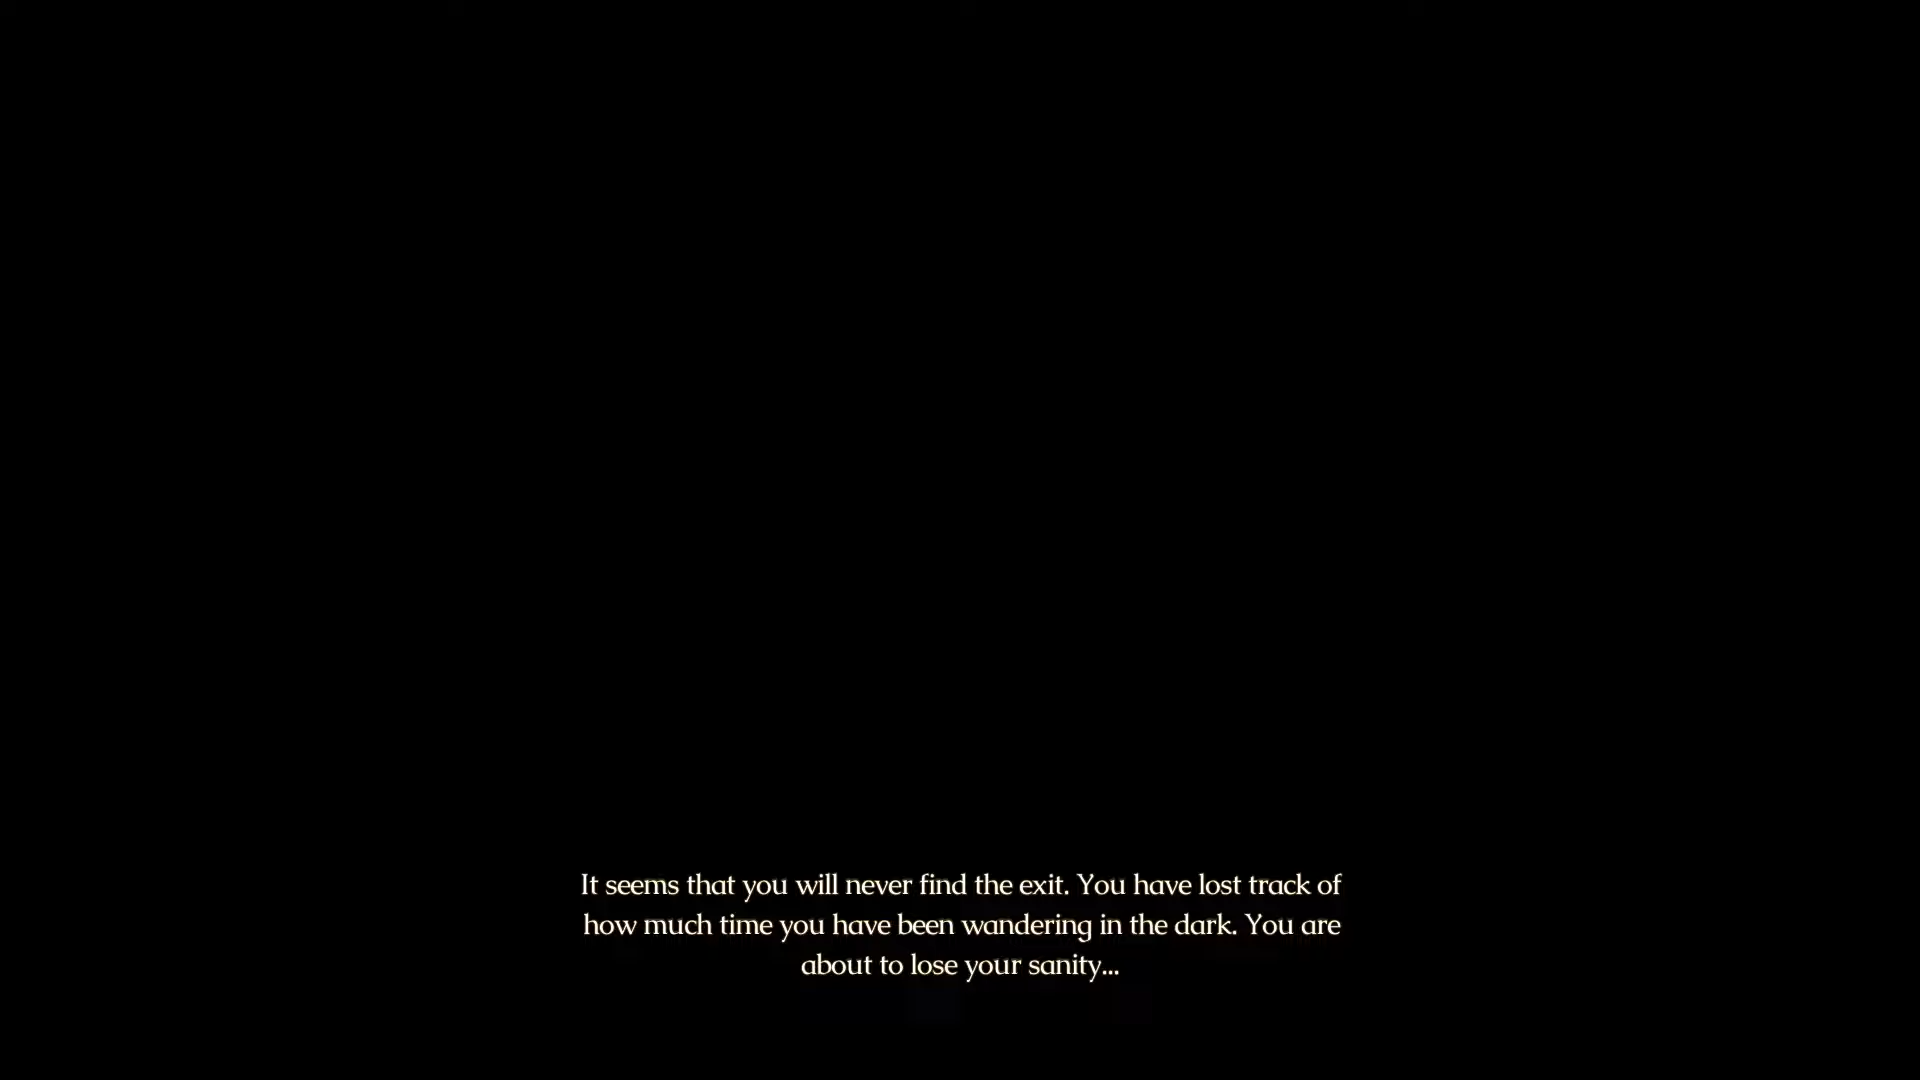 It seems that you will never find the exit. You have lost track of
how much time you have been wandering in the dark. You are
about to lose your sanity...